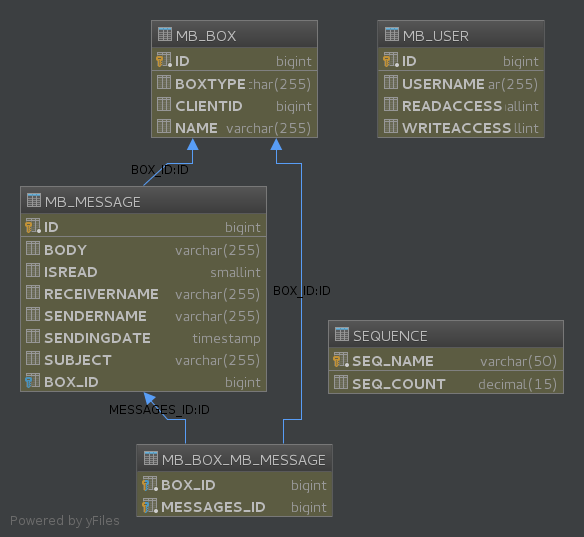 MB_BOX
ID bigint
BOXTYPE :har(255)
CLIENTID bigint
NAME varchar(255)
MB_USER
ID bigint
USERNAME ar(255)
READACCESS allint
WRITEACCESS llint
BOX_ID:ID
MB_MESSAGE
ID bigint
BODY varchar(255)
ISREAD smallint
RECEIVERNAME varchar(255)
SENDERNAME varchar(255)
SENDINGDATE timestamp
SUBJECT varchar(255)
BOX_ID bigint
BOX_ID:ID
SEQUENCE
SEQ_NAME varchar(50)
SEQ_COUNT decimal(15)
MESSAGES_ID:ID
MB_BOX_MB_MESSAGE
BOX_ID bigint
MESSAGES_ID bigint
Powered by yFiles